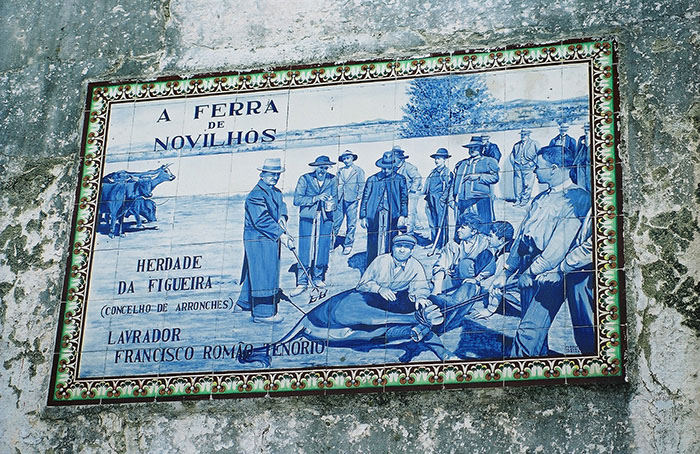 A FERRA
DE
NOVILHOS
HERDADE
DA FIGUEIRA
(CONCELHO DE ARRONCHES)
LAVRADOR
FRANCISCO ROMÃO TENÓRIO